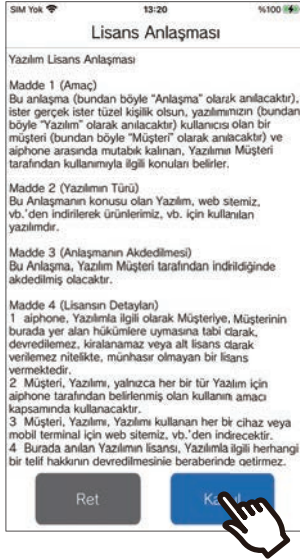 SIM Yok 13:20 %100
Lisans Anlaşması
Yazılım Lisans Anlaşması
Madde 1 (Amaç)
Bu anlaşma (bundan böyle “Anlaşma” olarak anılacaktır),
ister gerçek ister tüzel kişilik olsun, yazılımımızın (bundan
böyle “Yazılım” olarak anılacaktır) kullanıcısı olan bir
müşteri (bundan böyle “Müşteri” olarak anılacaktır) ve
aiphone arasında mutabık kalınan, Yazılımın Müşteri
tarafından kullanımıyla ilgili konuları belirler.
Madde 2 (Yazılımın Türü)
Bu Anlaşmanın konusu olan Yazılım, web stemiz,
vb.'den indirilerek ürünlerimiz, vb. için kullanılan
yazılımdır.
Madde 3 (Anlaşmanın Akdedilmesi)
Bu Anlaşma, Yazılım Müşteri tarafından indirildiğinde
akdedilmiş olacaktır.
Madde 4 (Lisansın Detayları)
1 aiphone, Yazılımla ilgili olarak Müşteriye, Müşterinin
burada yer alan hükümlere uymasına tabi olarak,
devredilemez, kiralanamaz veya alt lisans olarak
verilemez nitelikte, münhasır olmayan bir lisans
vermektedir.
2 Müşteri, Yazılımı, yalnızca her bir tür Yazılım için
aiphone tarafından belirlenmiş olan kullanım amacı
kapsamında kullanacaktır.
3 Müşteri, Yazılımı, Yazılımı kullanan her bir cihaz veya
mobil terminal için web sitemiz, vb.'den indirecektir.
4 Burada anılan Yazılımın lisansı, Yazılımla ilgili herhangi
bir telif hakkının devredilmesinie beraberinde getirmez.
Ret